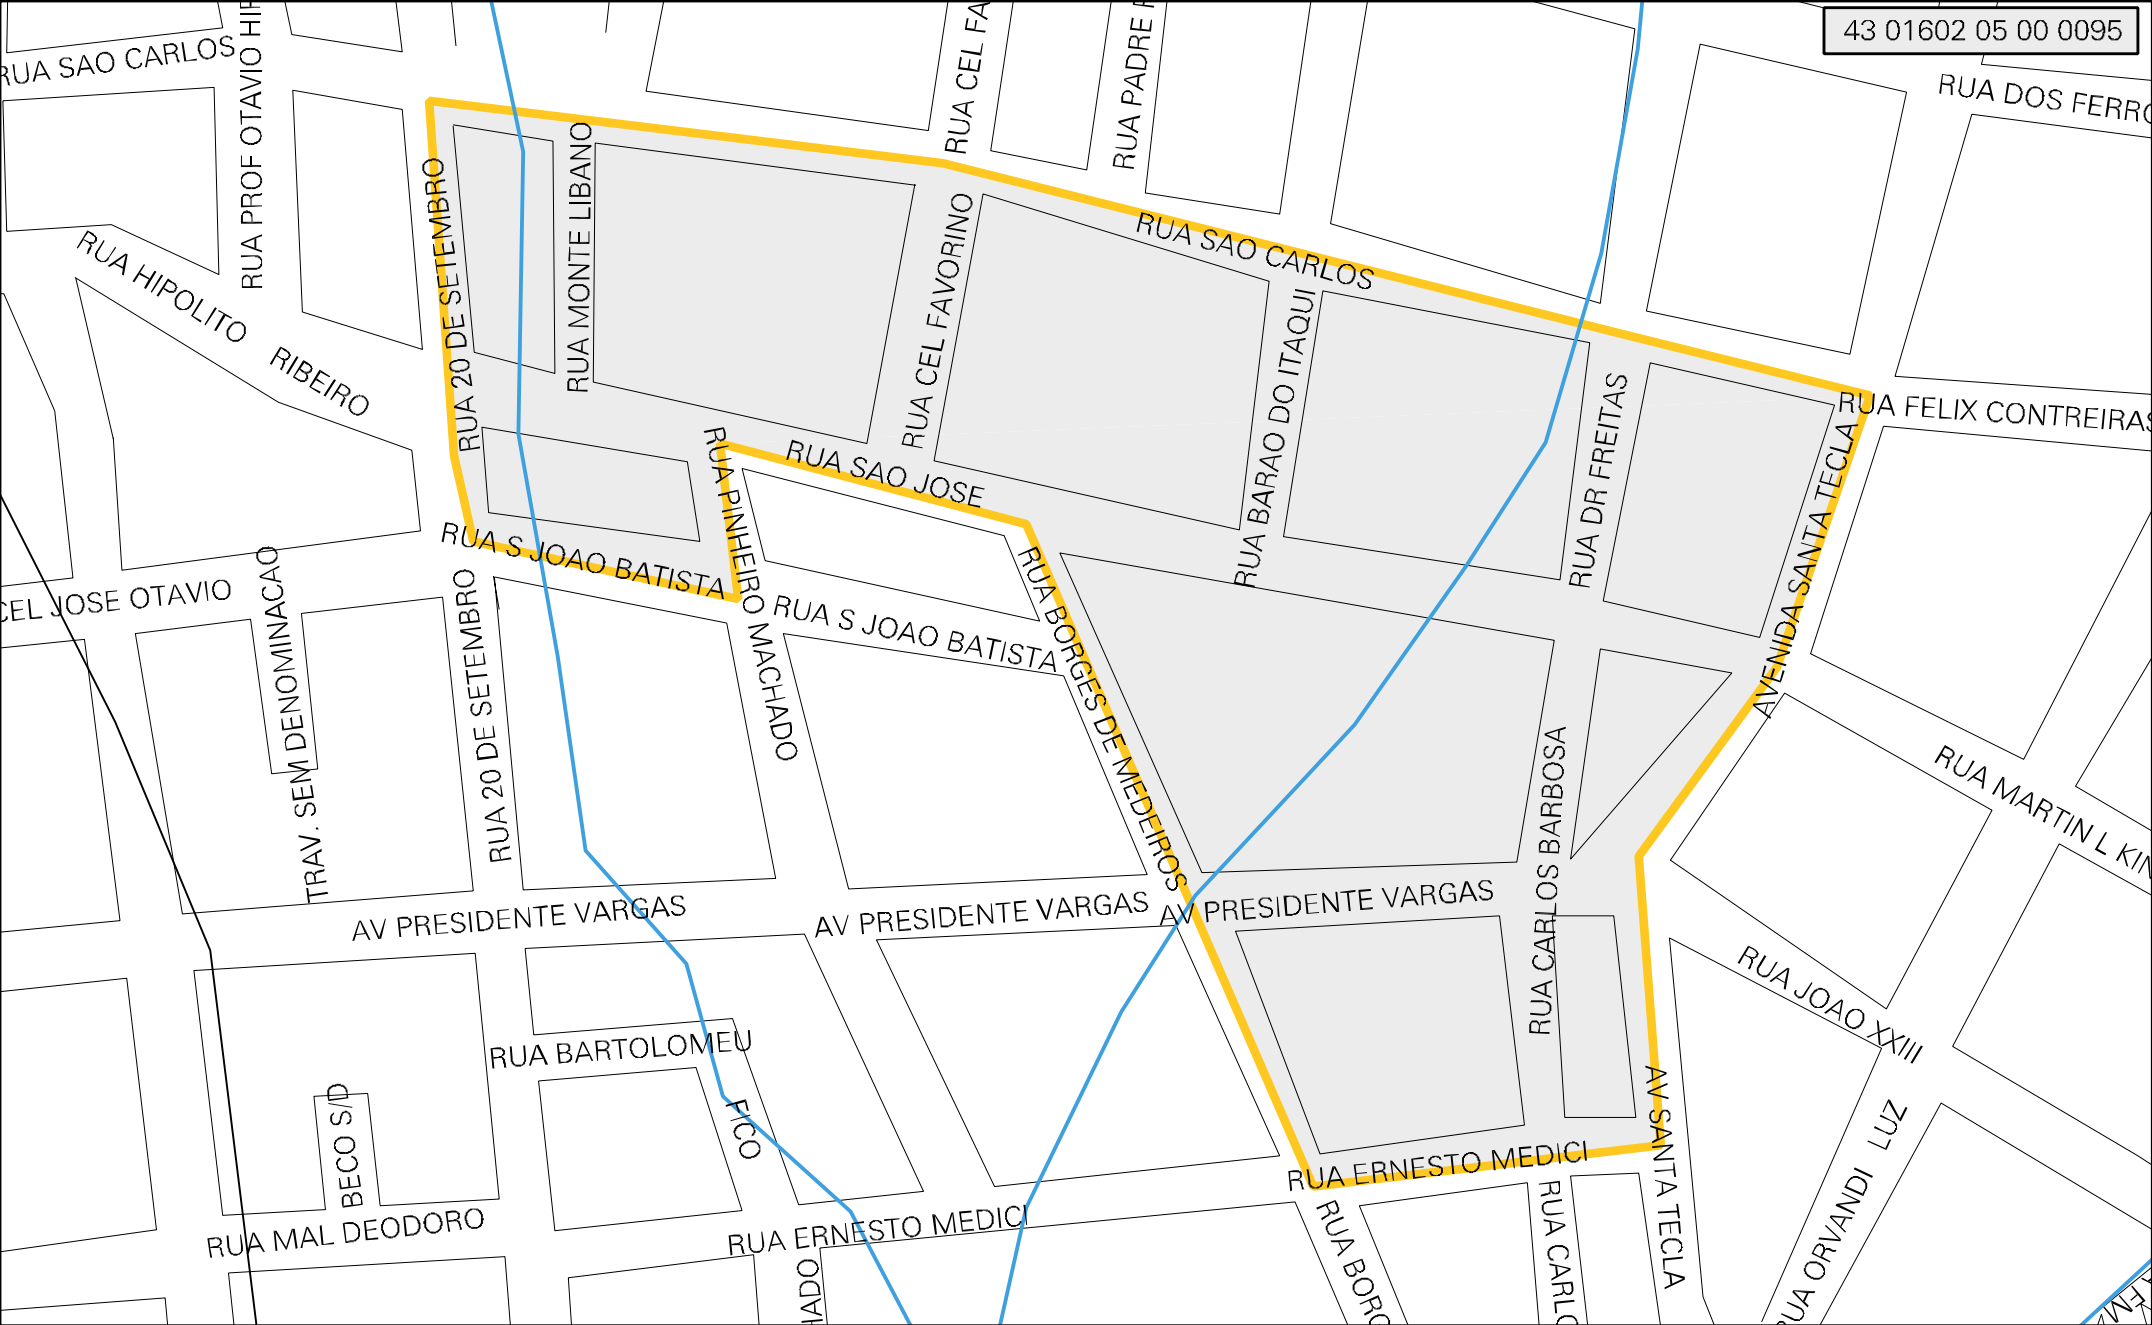 43 01602 05 00 0095
RUA SAO CARLOS
RUA PROF OTAVIO HI
RUA CEL FA
RUA PADRE
RUA DOS FERRO
RUA HIPOLITO RIBEIRO
RUA 20 DE SETEMBRO
RUA MONTE LIBANO
RUA CEL FAVORINO
RUA SAO CARLOS
RUA BARAO DO ITAQUI
RUA DR FREITAS
RUA FELIX CONTREIRAS
AVENIDA SANTA TECLA
RUA SAO JOSE
RUA PINHEIRO MACHADO
RUA S JOAO BATISTA
RUA S JOAO BATISTA
CEL JOSE OTAVIO
TRAV. SEM DENOMINACAO
RUA 20 DE SETEMBRO
RUA BORGES DE MEDEIROS
RUA CARLOS BARBOSA
RUA MARTIN L KIN
AV PRESIDENTE VARGAS
AV PRESIDENTE VARGAS
AV PRESIDENTE VARGAS
RUA JOAO XXIII
RUA BARTOLOMEU
FICO
BECO S/D
AV SANTA TECLA
RUA ORVANDI LUZ
RUA MAL DEODORO
RUA ERNESTO MEDICI
RUA ERNESTO MEDICI
HADO
RUA BORG
RUA CARLO